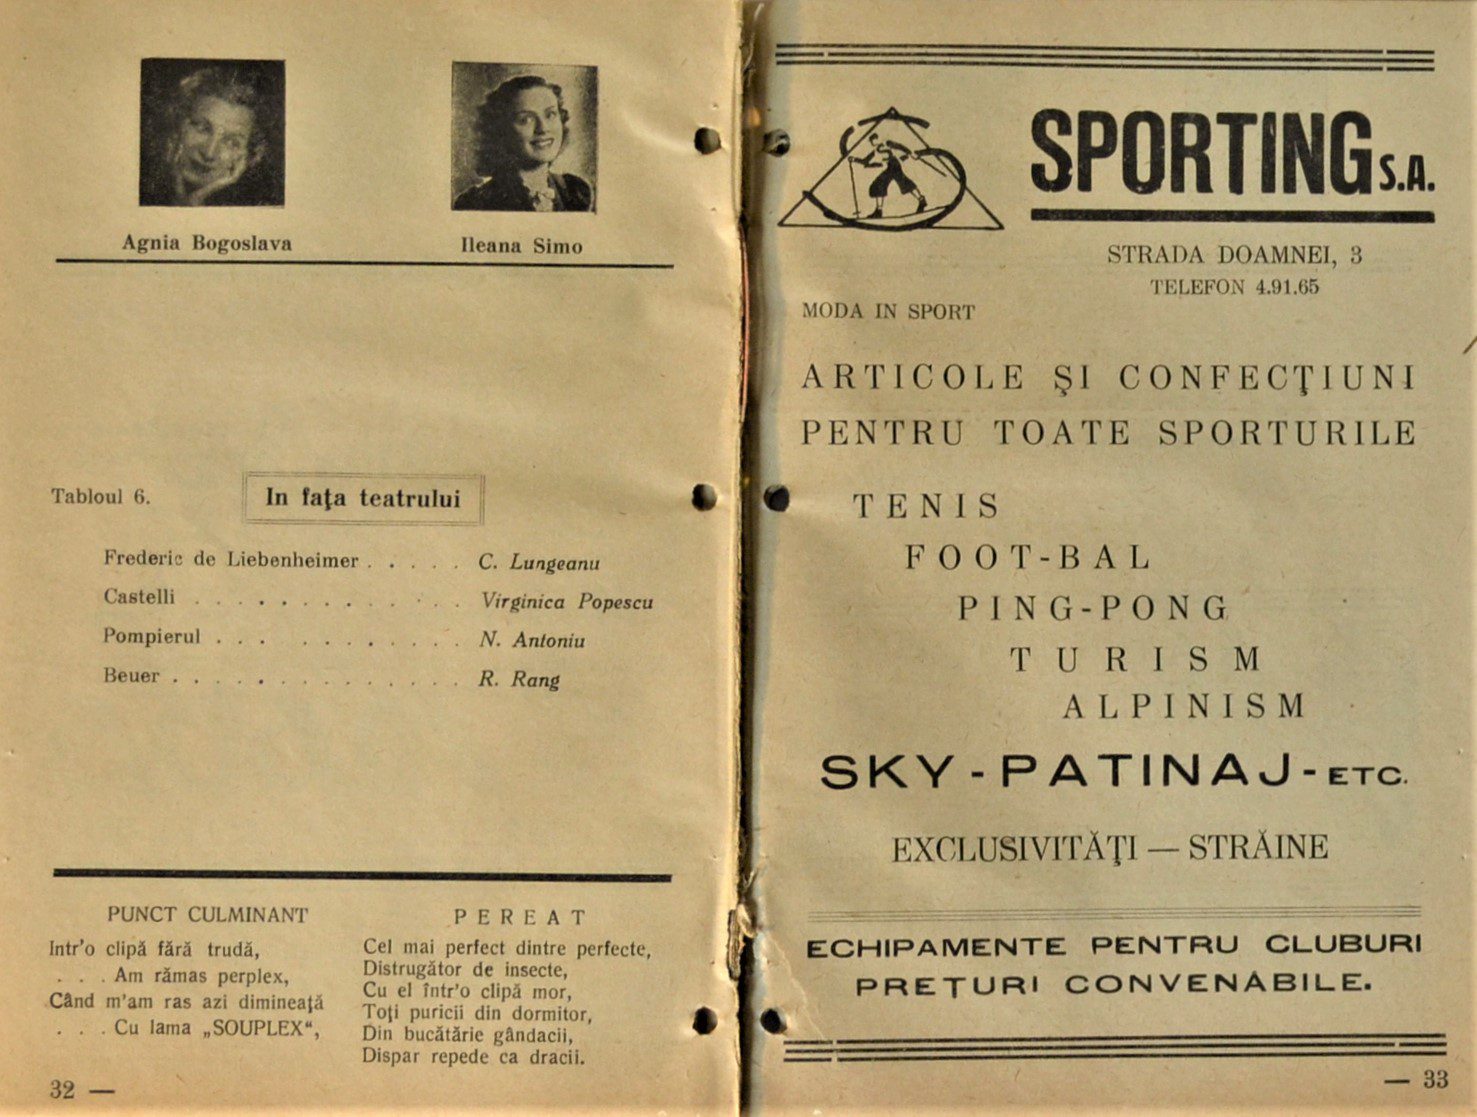 Agnia Bogoslava
Ileana Simo
Tabloul 6.
In fața teatrului
Frederic de Liebenheimer . . . . . C. Lungeanu
Castelli . . . . . . . . . . . . . Virginica Popescu
Pompierul . . . . . . . . . . . N. Antoniu
Beuer . . . . . . . . . . . . . . R. Rang
PUNCT CULMINANT
Intr'o clipă fără trudă,
. . . Am rămas perplex,
Când m'am ras azi dimineață
. . . Cu lama „SOUPLEX“,
PEREAT
Cel mai perfect dintre perfecte,
Distrugător de insecte,
Cu el într'o clipă mor,
Toți puricii din dormitor,
Din bucătărie gândacii,
Dispar repede ca dracii.
32 —
SPORTING S.A.
STRADA DOAMNEI, 3
TELEFON 4.91.65
MODA IN SPORT
ARTICOLE ŞI CONFECŢIUNI
PENTRU TOATE SPORTURILE
TENIS
FOOT-BAL
PING-PONG
TURISM
ALPINISM
SKY - PATINAJ - ETC.
EXCLUSIVITĂŢI — STRĂINE
ECHIPAMENTE PENTRU CLUBURI
PREŢURI CONVENABILE.
— 33